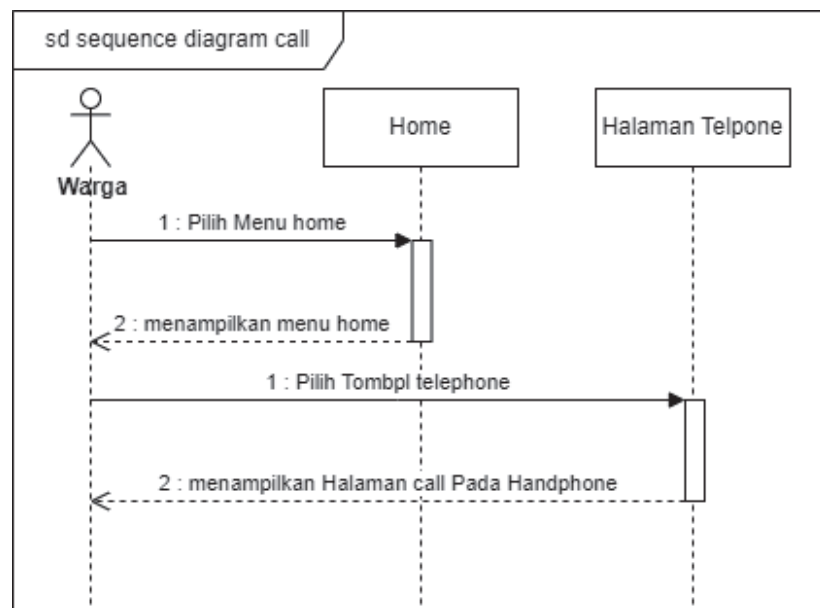 sd sequence diagram call
Home
Halaman Telpone
Warga
1 : Pilih Menu home
2 : menampilkan menu home
1 : Pilih Tombpl telephone
2 : menampilkan Halaman call Pada Handphone